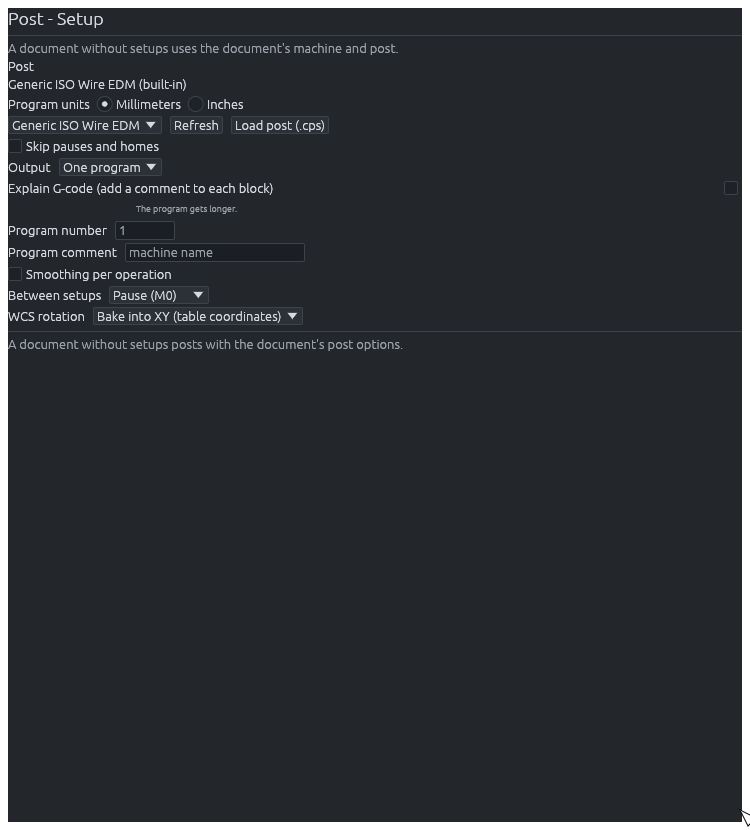 Post - Setup
A document without setups uses the document's machine and post.
Post
Generic ISO Wire EDM (built-in)
Program units Millimeters Inches
Generic ISO Wire EDM Refresh Load post (.cps)
Skip pauses and homes
Output One program
Explain G-code (add a comment to each block)
The program gets longer.
Program number 1
Program comment machine name
Smoothing per operation
Between setups Pause (M0)
WCS rotation Bake into XY (table coordinates)
A document without setups posts with the document's post options.